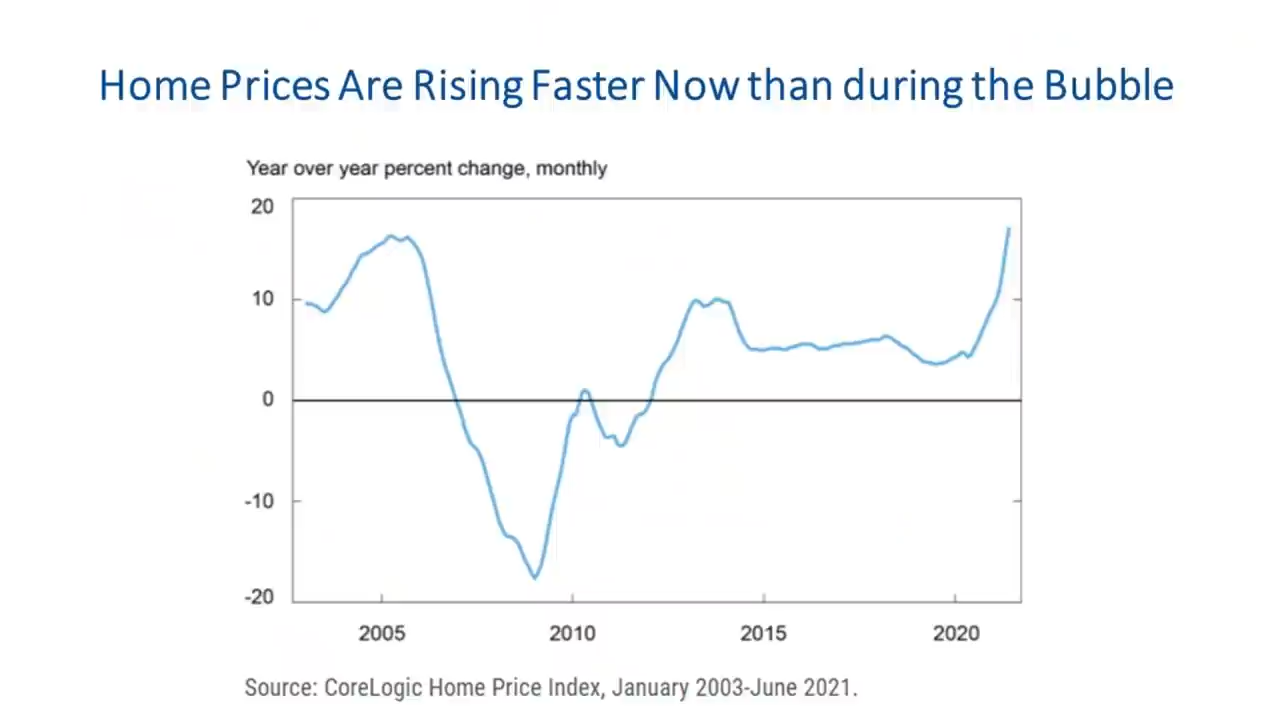 Home Prices Are Rising Faster Now than during the Bubble
Year over year percent change, monthly
20
10
0
-10
-20
2005 2010 2015 2020
Source: CoreLogic Home Price Index, January 2003-June 2021.